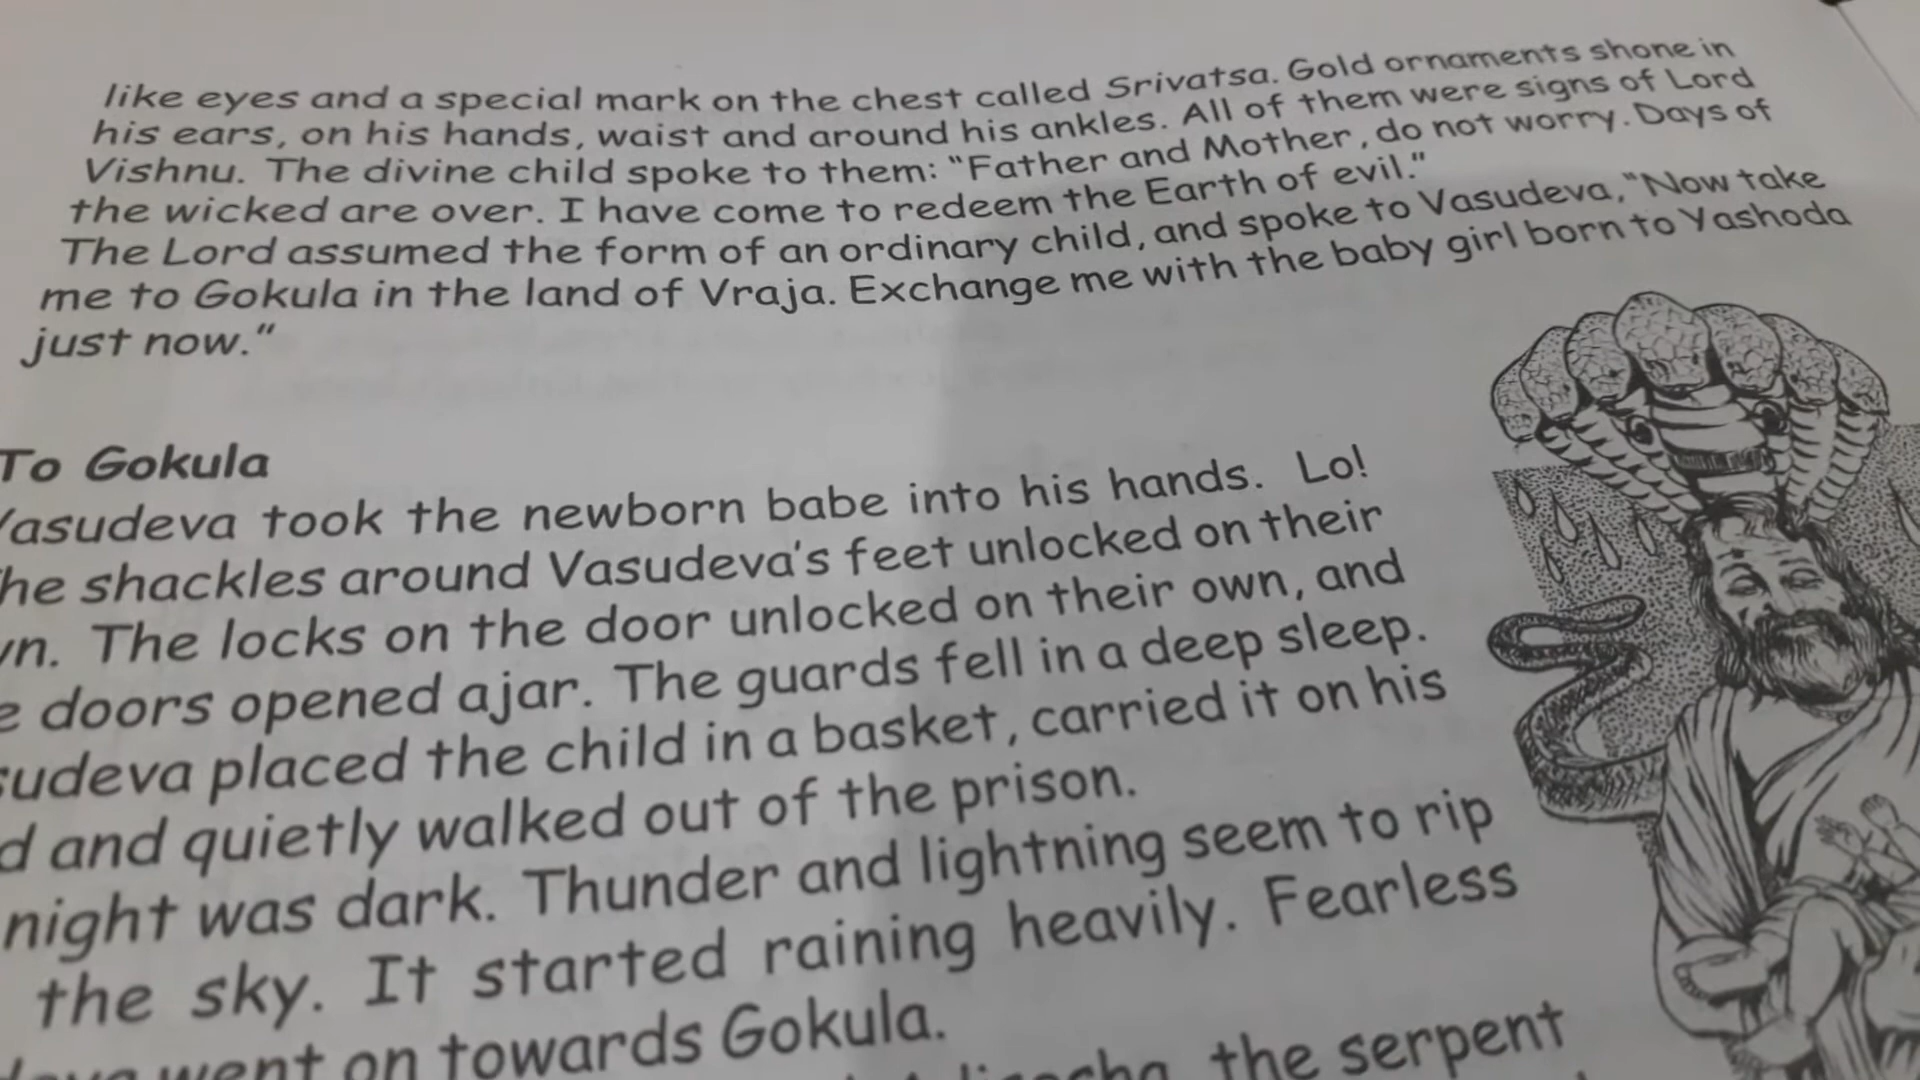 like eyes and a special mark on the chest called Srivatsa. Gold ornaments shone in
his ears, on his hands, waist and around his ankles. All of them were signs of Lord
Vishnu. The divine child spoke to them: "Father and Mother, do not worry. Days of
the wicked are over. I have come to redeem the Earth of evil."
The Lord assumed the form of an ordinary child, and spoke to Vasudeva, "Now take
me to Gokula in the land of Vraja. Exchange me with the baby girl born to Yashoda
just now."
To Gokula
Vasudeva took the newborn babe into his hands. Lo!
he shackles around Vasudeva's feet unlocked on their
wn. The locks on the door unlocked on their own, and
e doors opened ajar. The guards fell in a deep sleep.
sudeva placed the child in a basket, carried it on his
d and quietly walked out of the prison.
night was dark. Thunder and lightning seem to rip
the sky. It started raining heavily. Fearless
went on towards Gokula.
the serpent